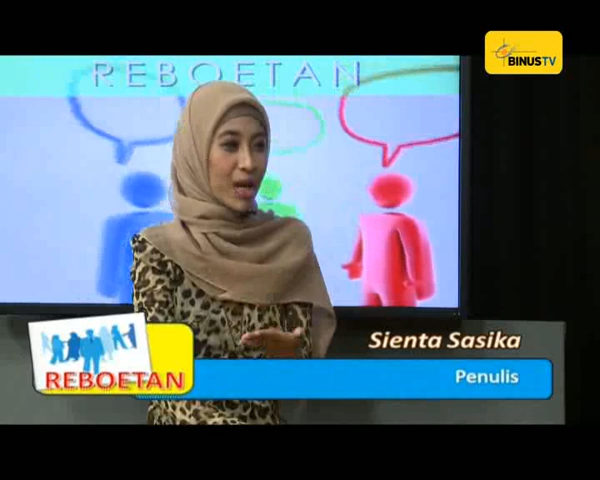 BINUSTV
REBOETAN
Sienta Sasika
Penulis
REBOETAN